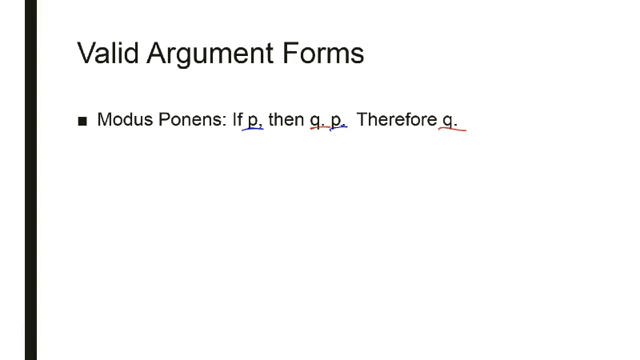 Valid Argument Forms
■ Modus Ponens: If p, then q. p. Therefore q.